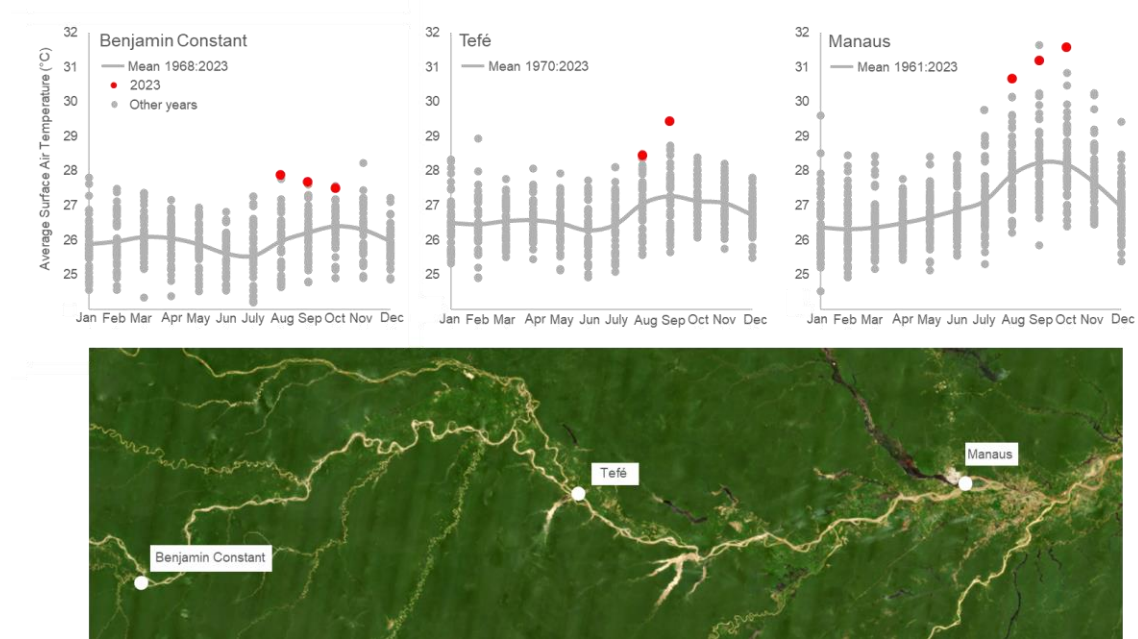 Average Surface Air Temperature (°C)
32
31
30
29
28
27
26
25
24
Benjamin Constant
Mean 1968:2023
2023
Other years
Jan Feb Mar Apr May Jun July Aug Sep Oct Nov Dec
32
31
30
29
28
27
26
25
Tefé
Mean 1970:2023
Jan Feb Mar Apr May Jun July Aug Sep Oct Nov Dec
32
31
30
29
28
27
26
25
Manaus
Mean 1961:2023
Jan Feb Mar Apr May Jun July Aug Sep Oct Nov Dec
Manaus
Tefé
Benjamin Constant